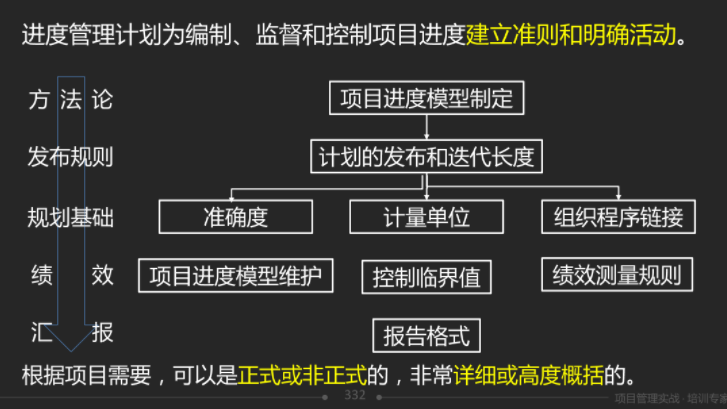 进度管理计划为编制、监督和控制项目进度建立准则和明确活动。
方 法 论
项目进度模型制定
发布规则
计划的发布和迭代长度
规划基础
准确度
计量单位
组织程序链接
绩 效
项目进度模型维护
控制临界值
绩效测量规则
汇 报
报告格式
根据项目需要，可以是正式或非正式的，非常详细或高度概括的。
332
项目管理实战·培训专